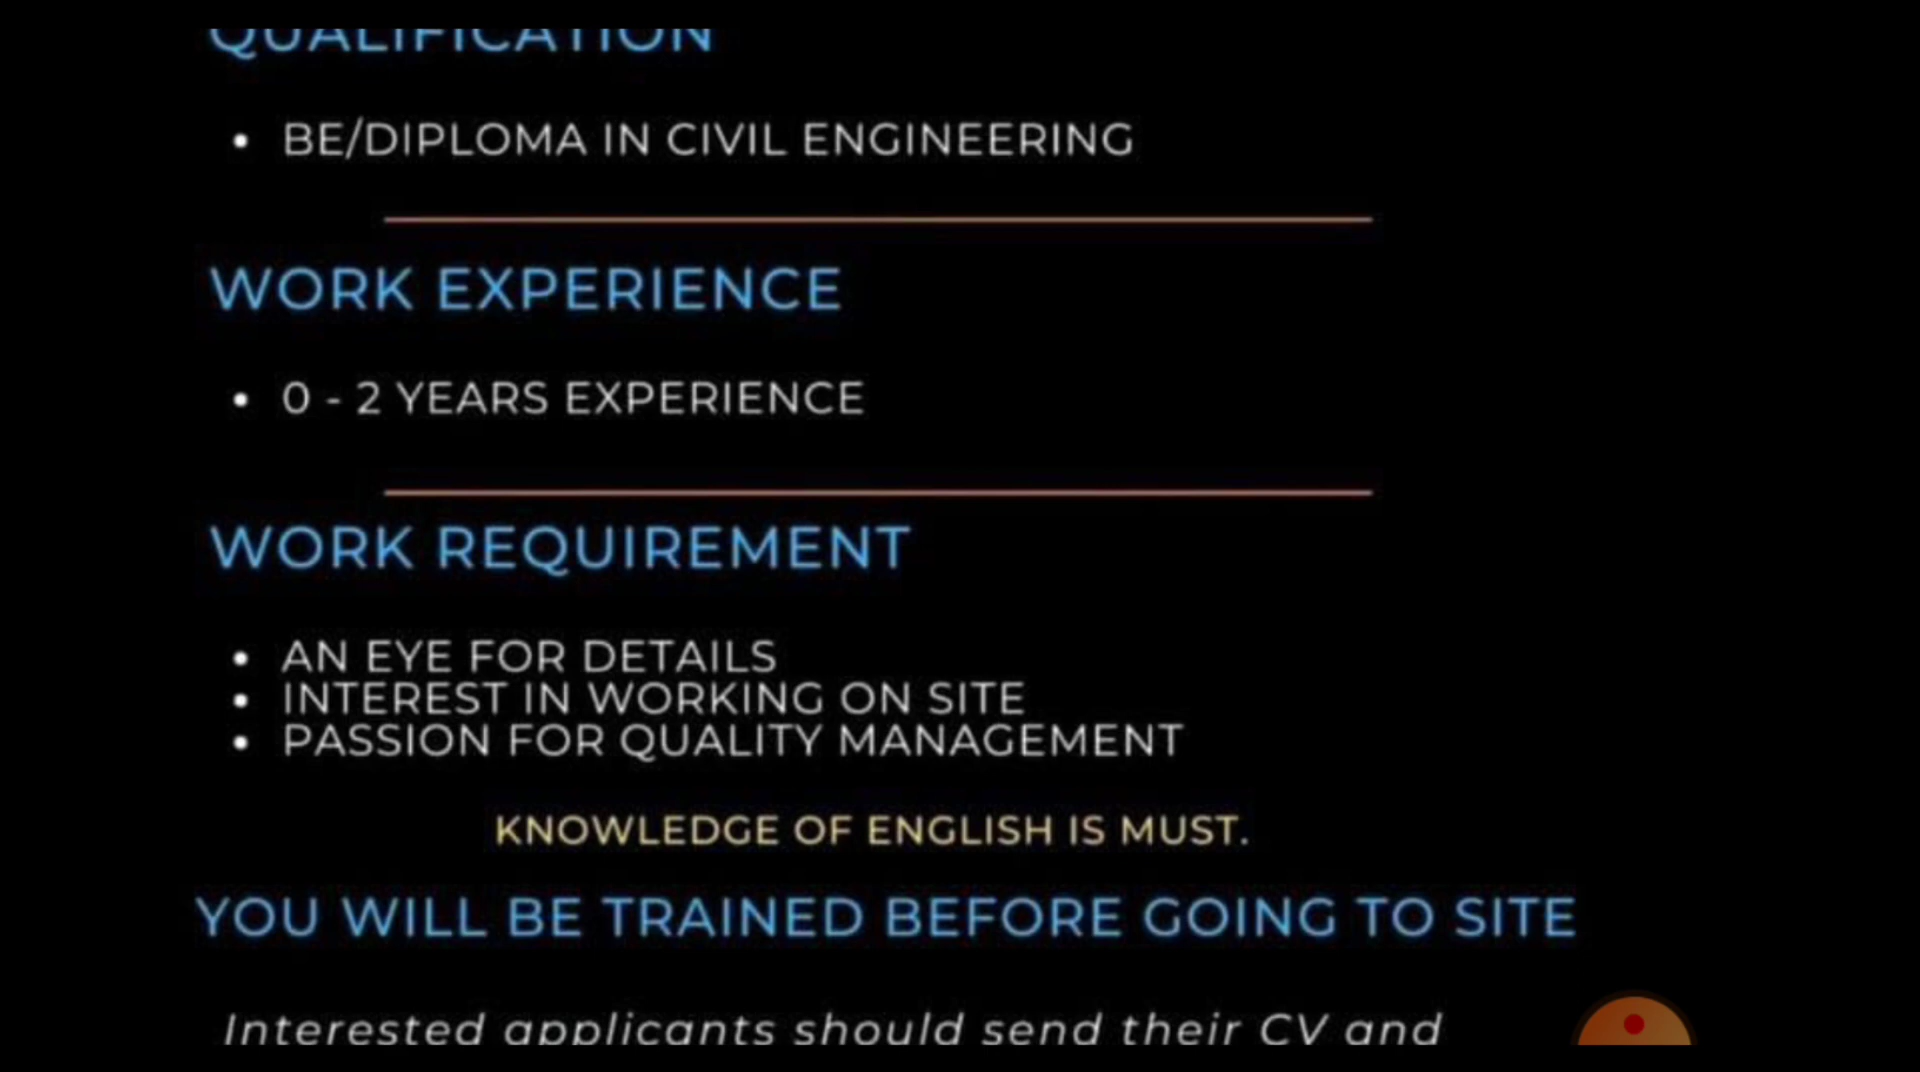 QUALIFICATION
• BE/DIPLOMA IN CIVIL ENGINEERING
WORK EXPERIENCE
• 0 - 2 YEARS EXPERIENCE
WORK REQUIREMENT
• AN EYE FOR DETAILS
• INTEREST IN WORKING ON SITE
• PASSION FOR QUALITY MANAGEMENT
KNOWLEDGE OF ENGLISH IS MUST.
YOU WILL BE TRAINED BEFORE GOING TO SITE
Interested applicants should send their CV and